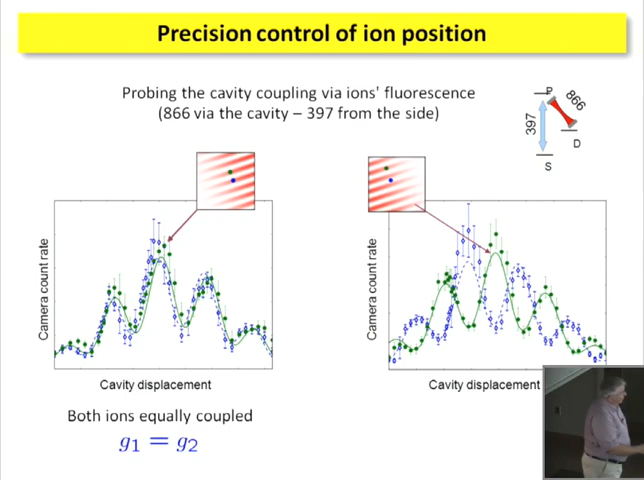 Precision control of ion position
Probing the cavity coupling via ions' fluorescence
(866 via the cavity – 397 from the side)
P
866
397
D
S
Camera count rate
Cavity displacement
Camera count rate
Cavity displacement
Both ions equally coupled
g1 = g2